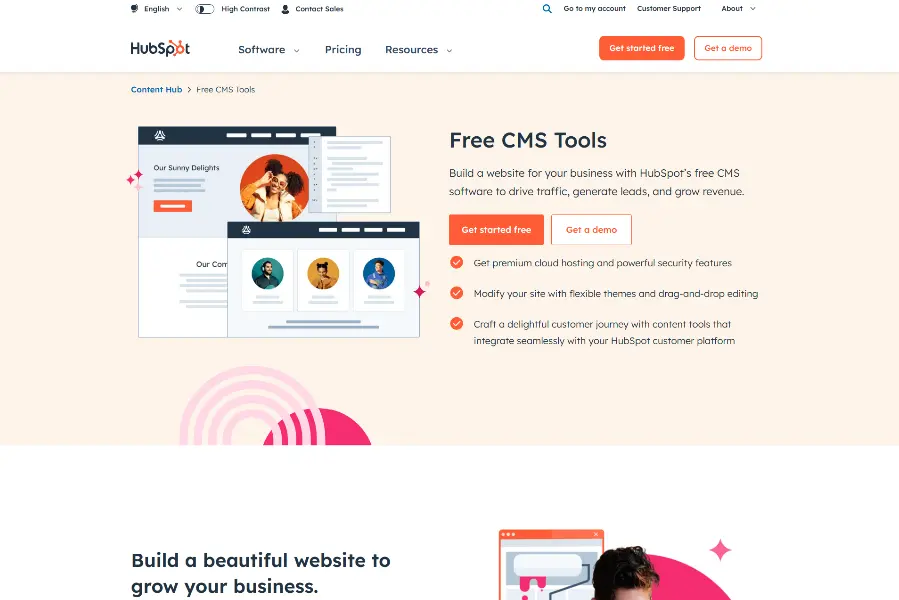 English
High Contrast
Contact Sales
Go to my account
Customer Support
About
HubSpot
Software
Pricing
Resources
Get started free
Get a demo
Content Hub > Free CMS Tools
Our Sunny Delights
Our Com
Free CMS Tools
Build a website for your business with HubSpot's free CMS
software to drive traffic, generate leads, and grow revenue.
Get started free
Get a demo
Get premium cloud hosting and powerful security features
Modify your site with flexible themes and drag-and-drop editing
Craft a delightful customer journey with content tools that
integrate seamlessly with your HubSpot customer platform
Build a beautiful website to
grow your business.